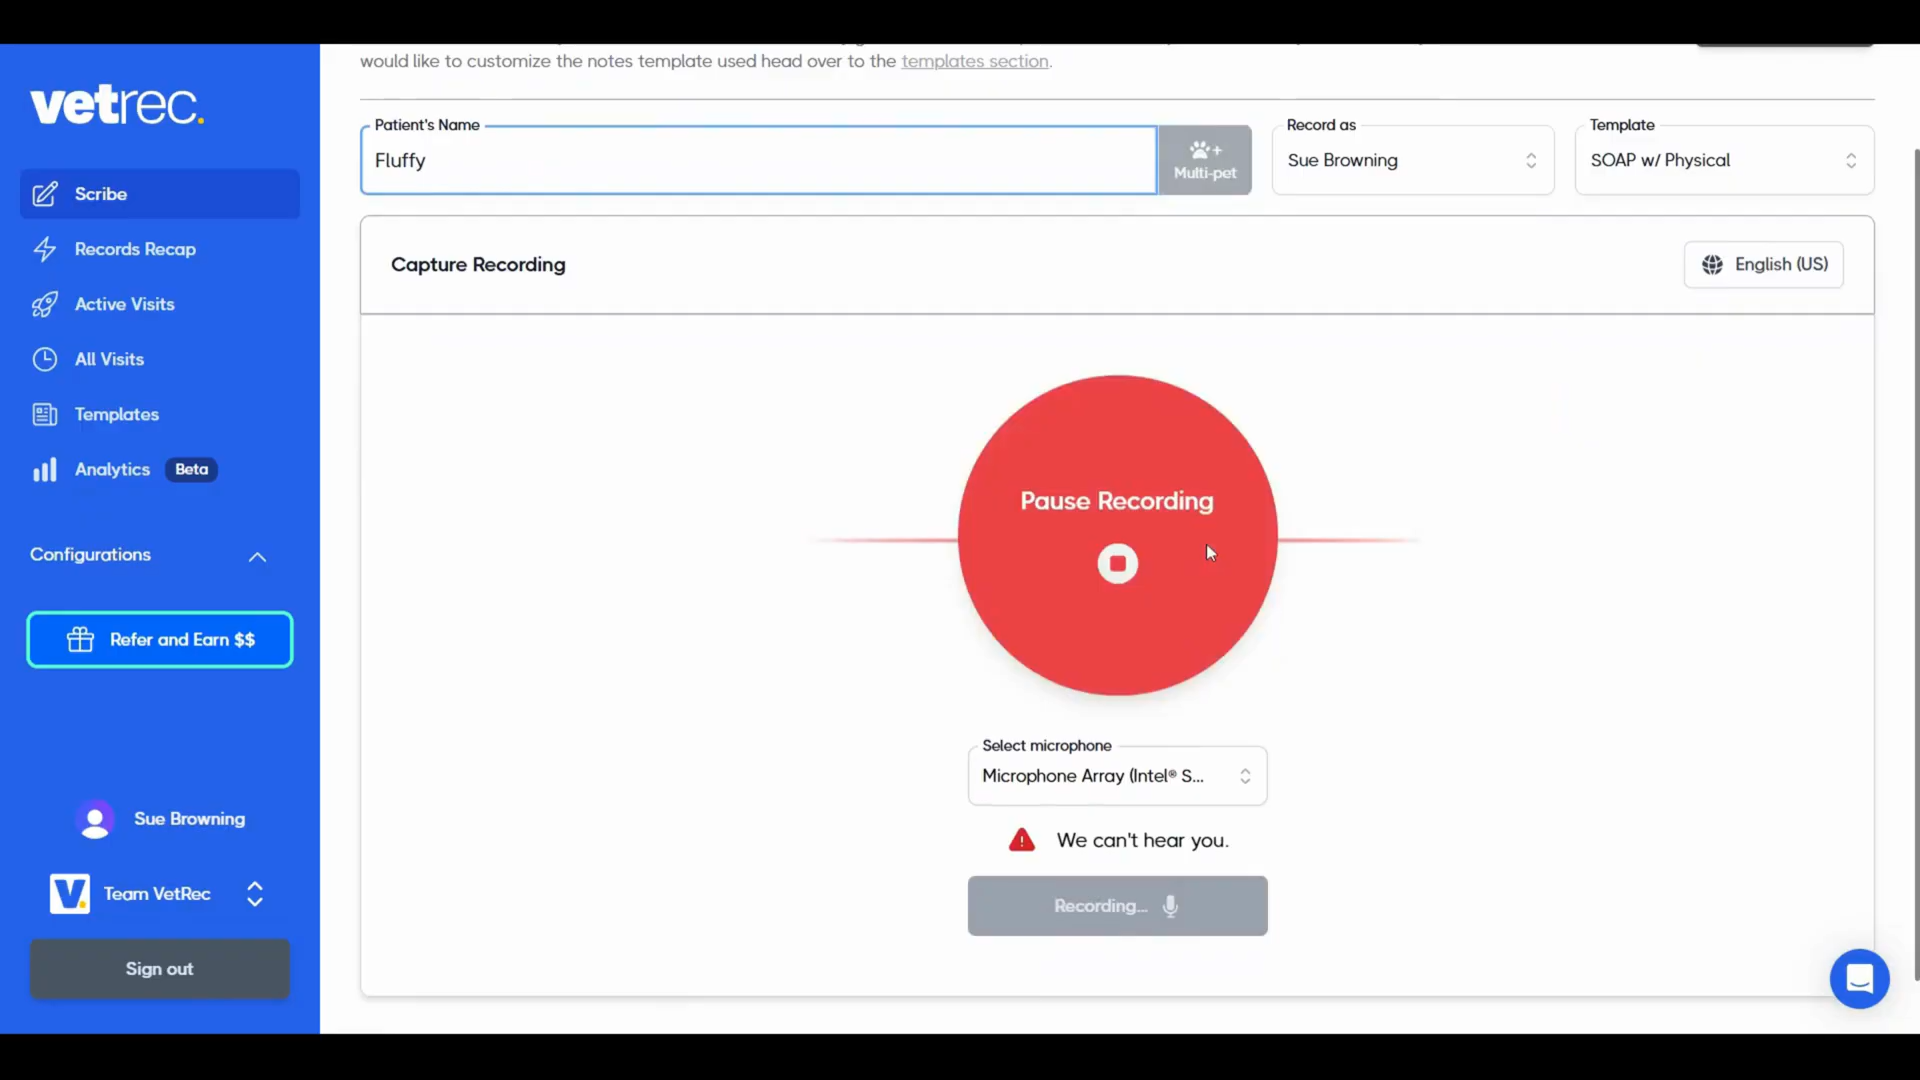 vetrec.
Scribe
Records Recap
Active Visits
All Visits
Templates
Analytics Beta
Configurations
Refer and Earn $$
Sue Browning
V. Team VetRec
Sign out
would like to customize the notes template used head over to the templates section.
Patient's Name
Fluffy
+
Multi-pet
Record as
Sue Browning
Template
SOAP w/ Physical
Capture Recording
English (US)
Pause Recording
Select microphone
Microphone Array (Intel® S...
We can't hear you.
Recording...